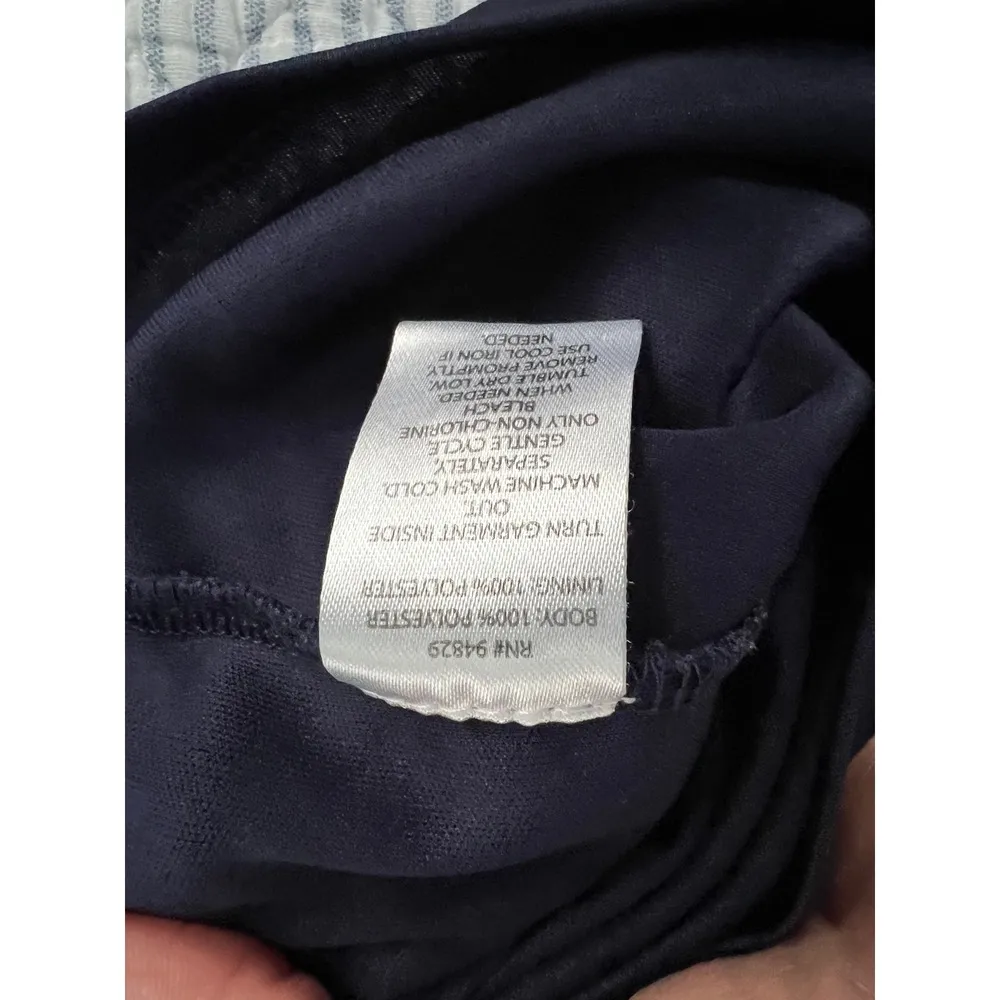 RN# 94829
BODY: 100% POLYESTER
LINING: 100% POLYESTER
TURN GARMENT INSIDE
OUT.
MACHINE WASH COLD.
SEPARATELY.
GENTLE CYCLE
ONLY NON-CHLORINE
BLEACH
WHEN NEEDED.
TUMBLE DRY LOW.
REMOVE PROMPTLY.
USE COOL IRON IF
NEEDED.